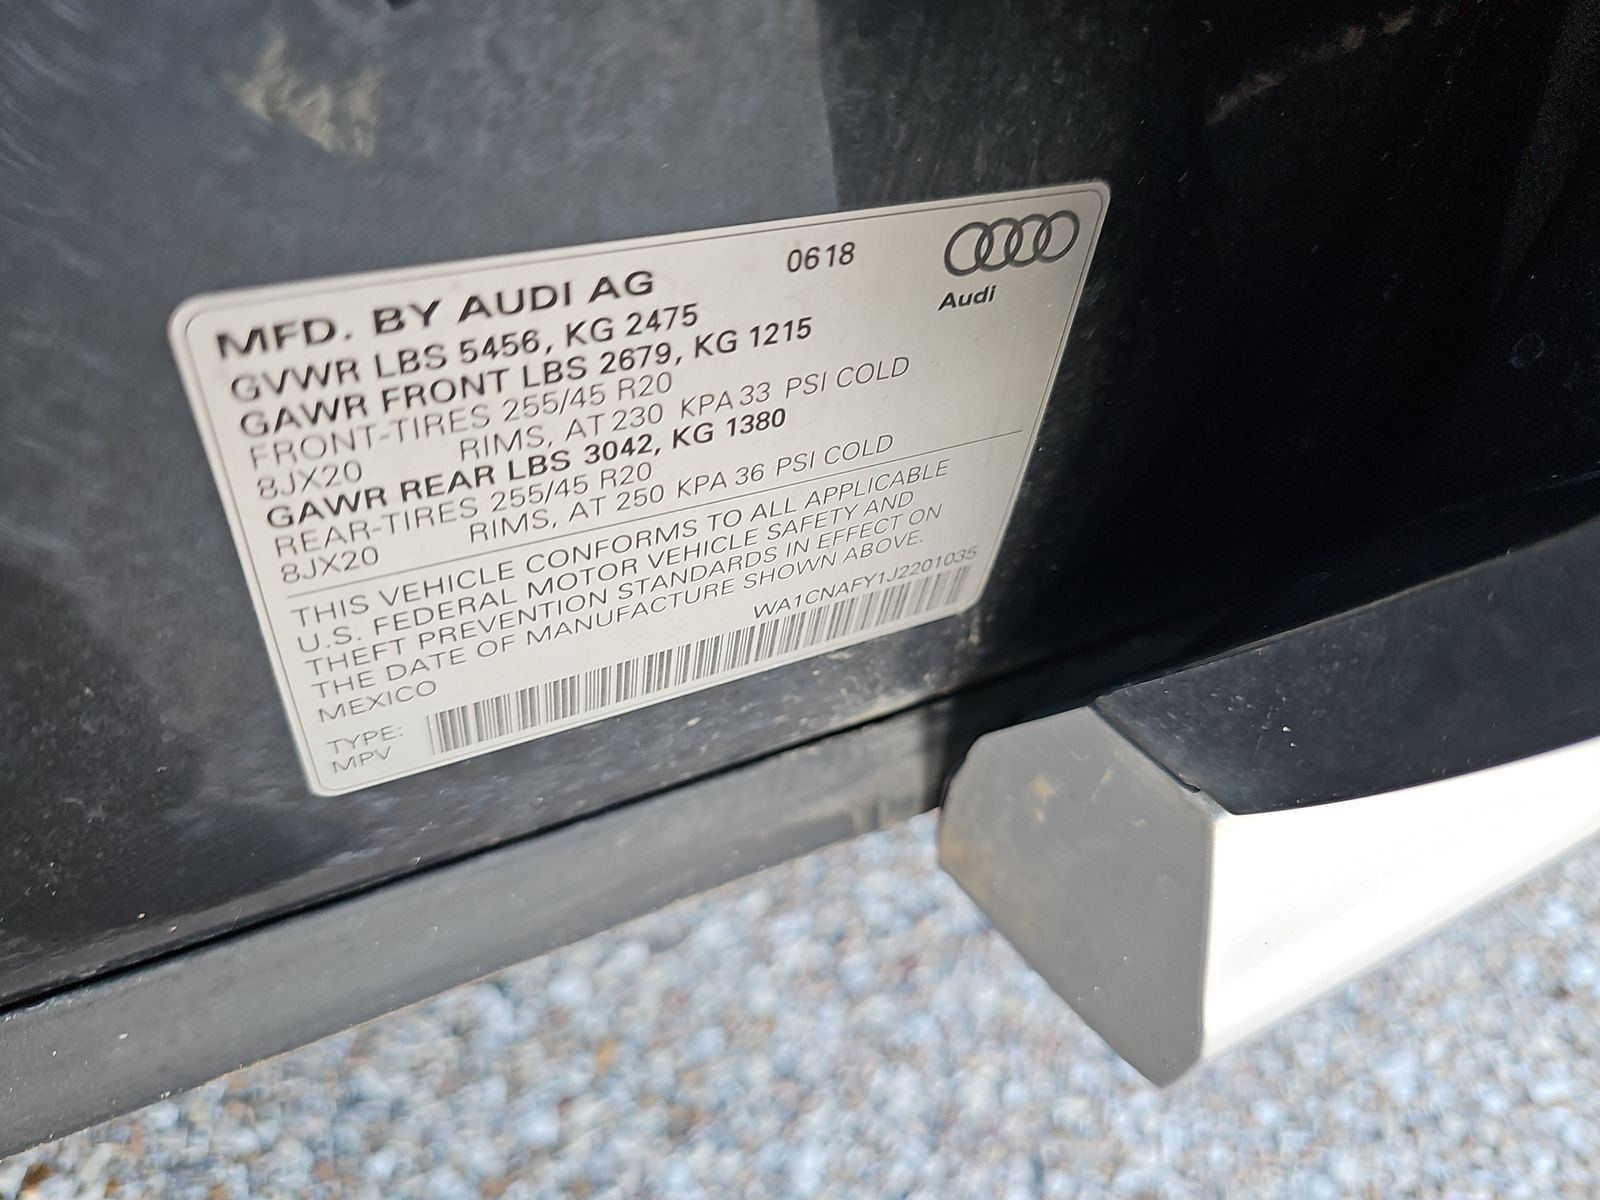 0618
MFD. BY AUDI AG
Audi
GVWR LBS 5456, KG 2475
GAWR FRONT LBS 2679, KG 1215
FRONT-TIRES 255/45 R20
8JX20 RIMS, AT 230 KPA 33 PSI COLD
GAWR REAR LBS 3042, KG 1380
REAR-TIRES 255/45 R20
8JX20 RIMS, AT 250 KPA 36 PSI COLD
THIS VEHICLE CONFORMS TO ALL APPLICABLE
U.S. FEDERAL MOTOR VEHICLE SAFETY AND
THEFT PREVENTION STANDARDS IN EFFECT ON
THE DATE OF MANUFACTURE SHOWN ABOVE.
MEXICO WA1CNAFY1J2201035
TYPE:
MPV